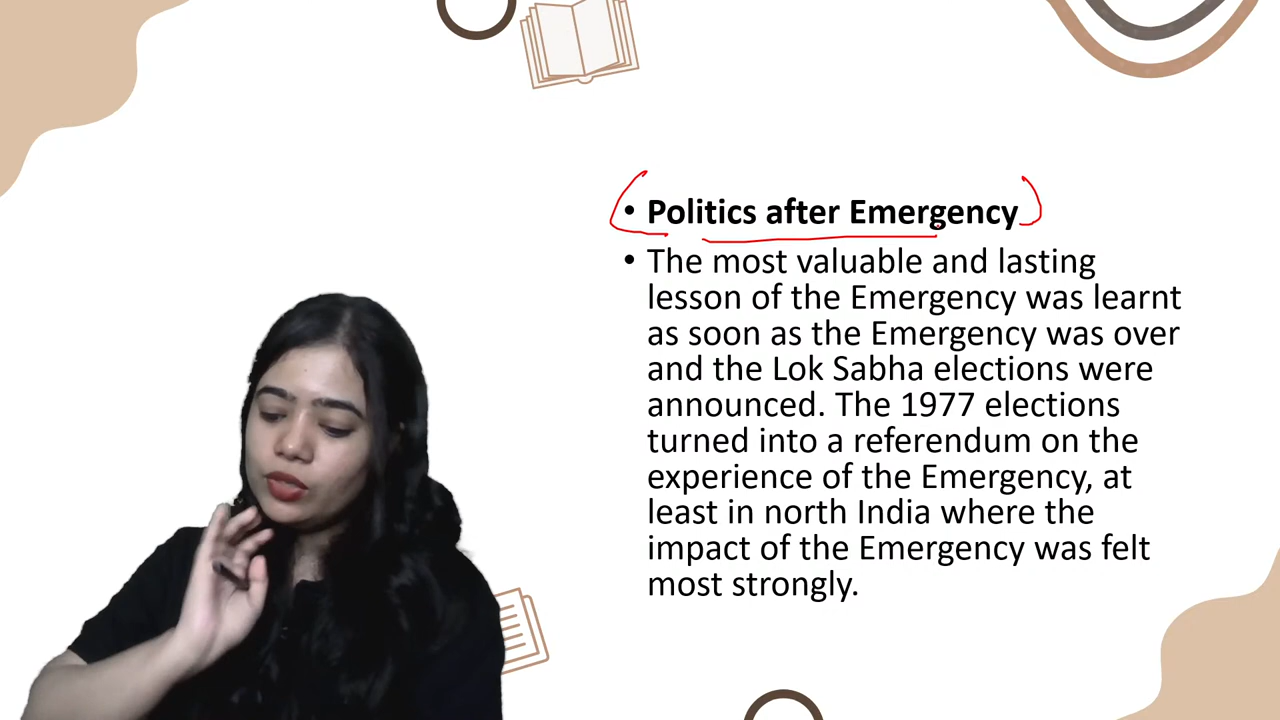 • Politics after Emergency
• The most valuable and lasting
lesson of the Emergency was learnt
as soon as the Emergency was over
and the Lok Sabha elections were
announced. The 1977 elections
turned into a referendum on the
experience of the Emergency, at
least in north India where the
impact of the Emergency was felt
most strongly.